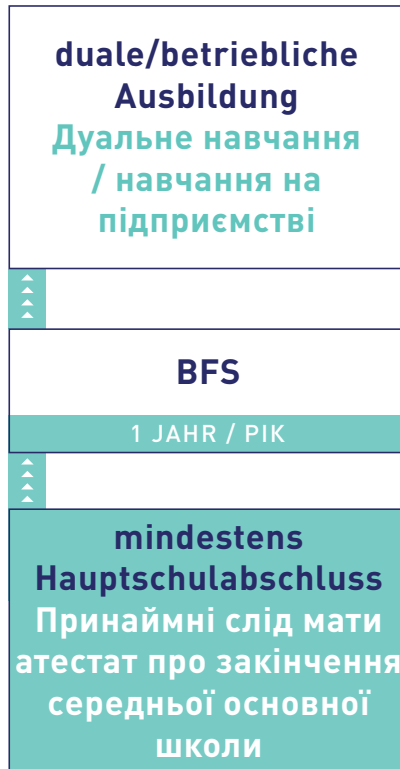 duale/betriebliche
Ausbildung
Дуальне навчання
/ навчання на
підприємстві
BFS
1 JAHR / РІК
mindestens
Hauptschulabschluss
Принаймні слід мати
атестат про закінчення
середньої основної
школи